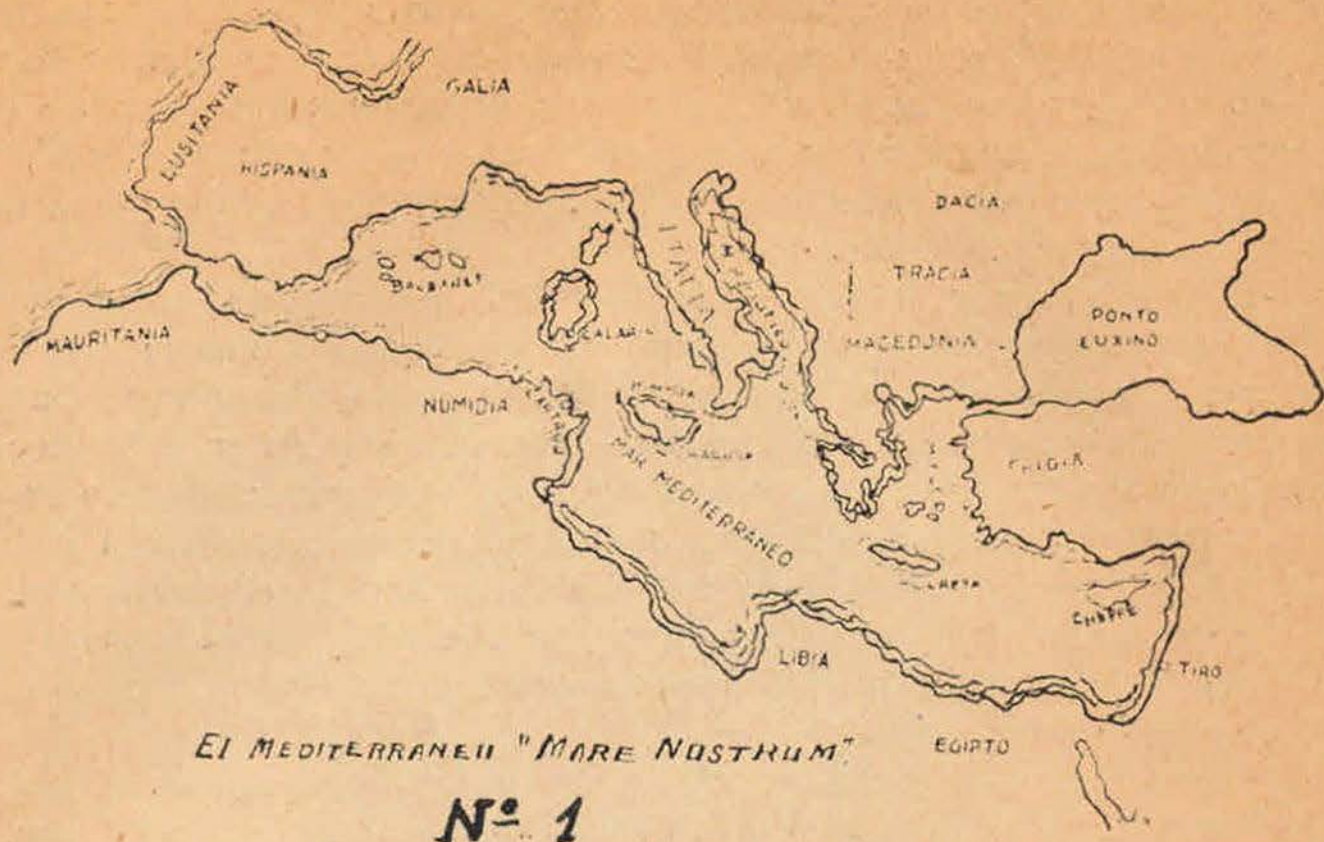 GALIA
LUSITANIA
HISPANIA
DACIA
ITALIA
TRACIA
BALEARES
PONTO
EUXINO
MAURITANIA
MACEDONIA
NUMIDIA
FRIGIA
MAR MEDITERRANEO
CRETA
CHIPRE
LIBIA
TIRO
EGIPTO
El MEDITERRANEO "MARE NOSTRUM"
Nº 1